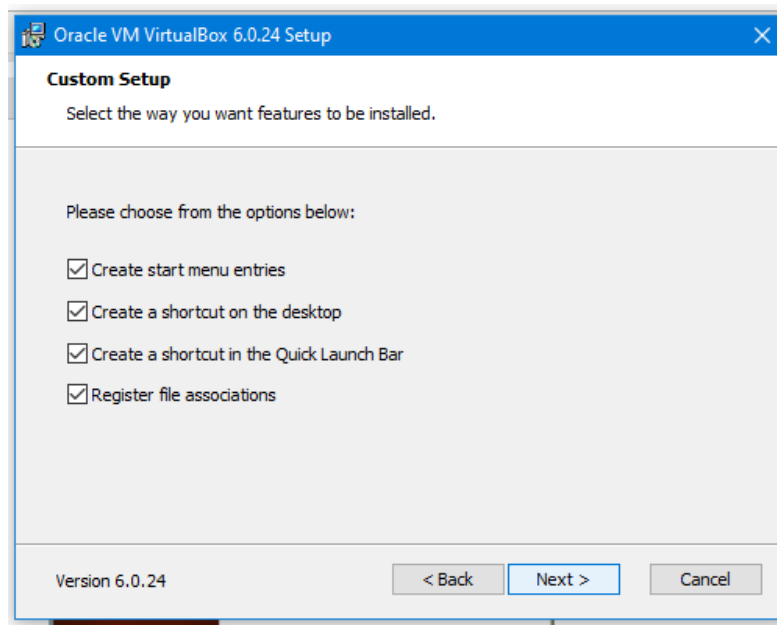 Oracle VM VirtualBox 6.0.24 Setup
Custom Setup
Select the way you want features to be installed.
Please choose from the options below:
Create start menu entries
Create a shortcut on the desktop
Create a shortcut in the Quick Launch Bar
Register file associations
Version 6.0.24
< Back
Next >
Cancel